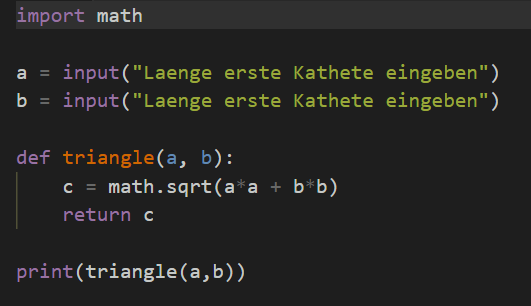 import math
a = input("Laenge erste Kathete eingeben")
b = input("Laenge erste Kathete eingeben")
def triangle(a, b):
    c = math.sqrt(a*a + b*b)
    return c
print(triangle(a,b))